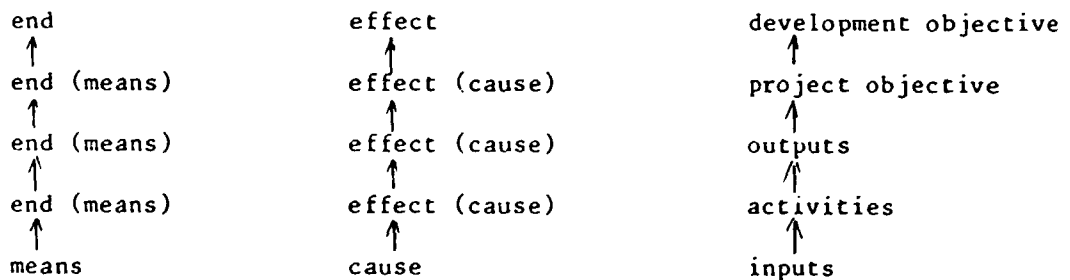 end effect development objective
end (means) effect (cause) project objective
end (means) effect (cause) outputs
end (means) effect (cause) activities
means cause inputs